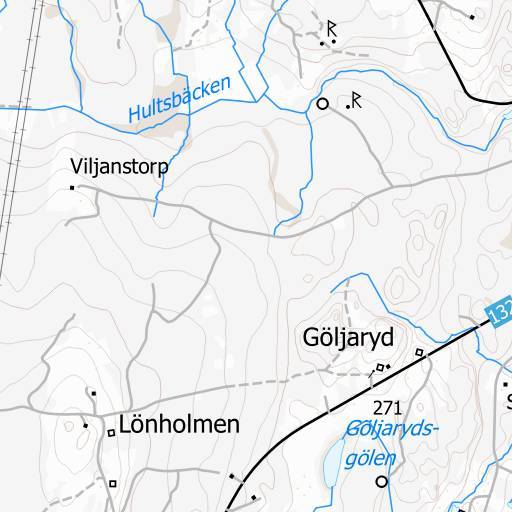 R
Hultsbäcken
R
Viljanstorp
132
Göljaryd
271
Göljaryds-
gölen
Lönholmen
S